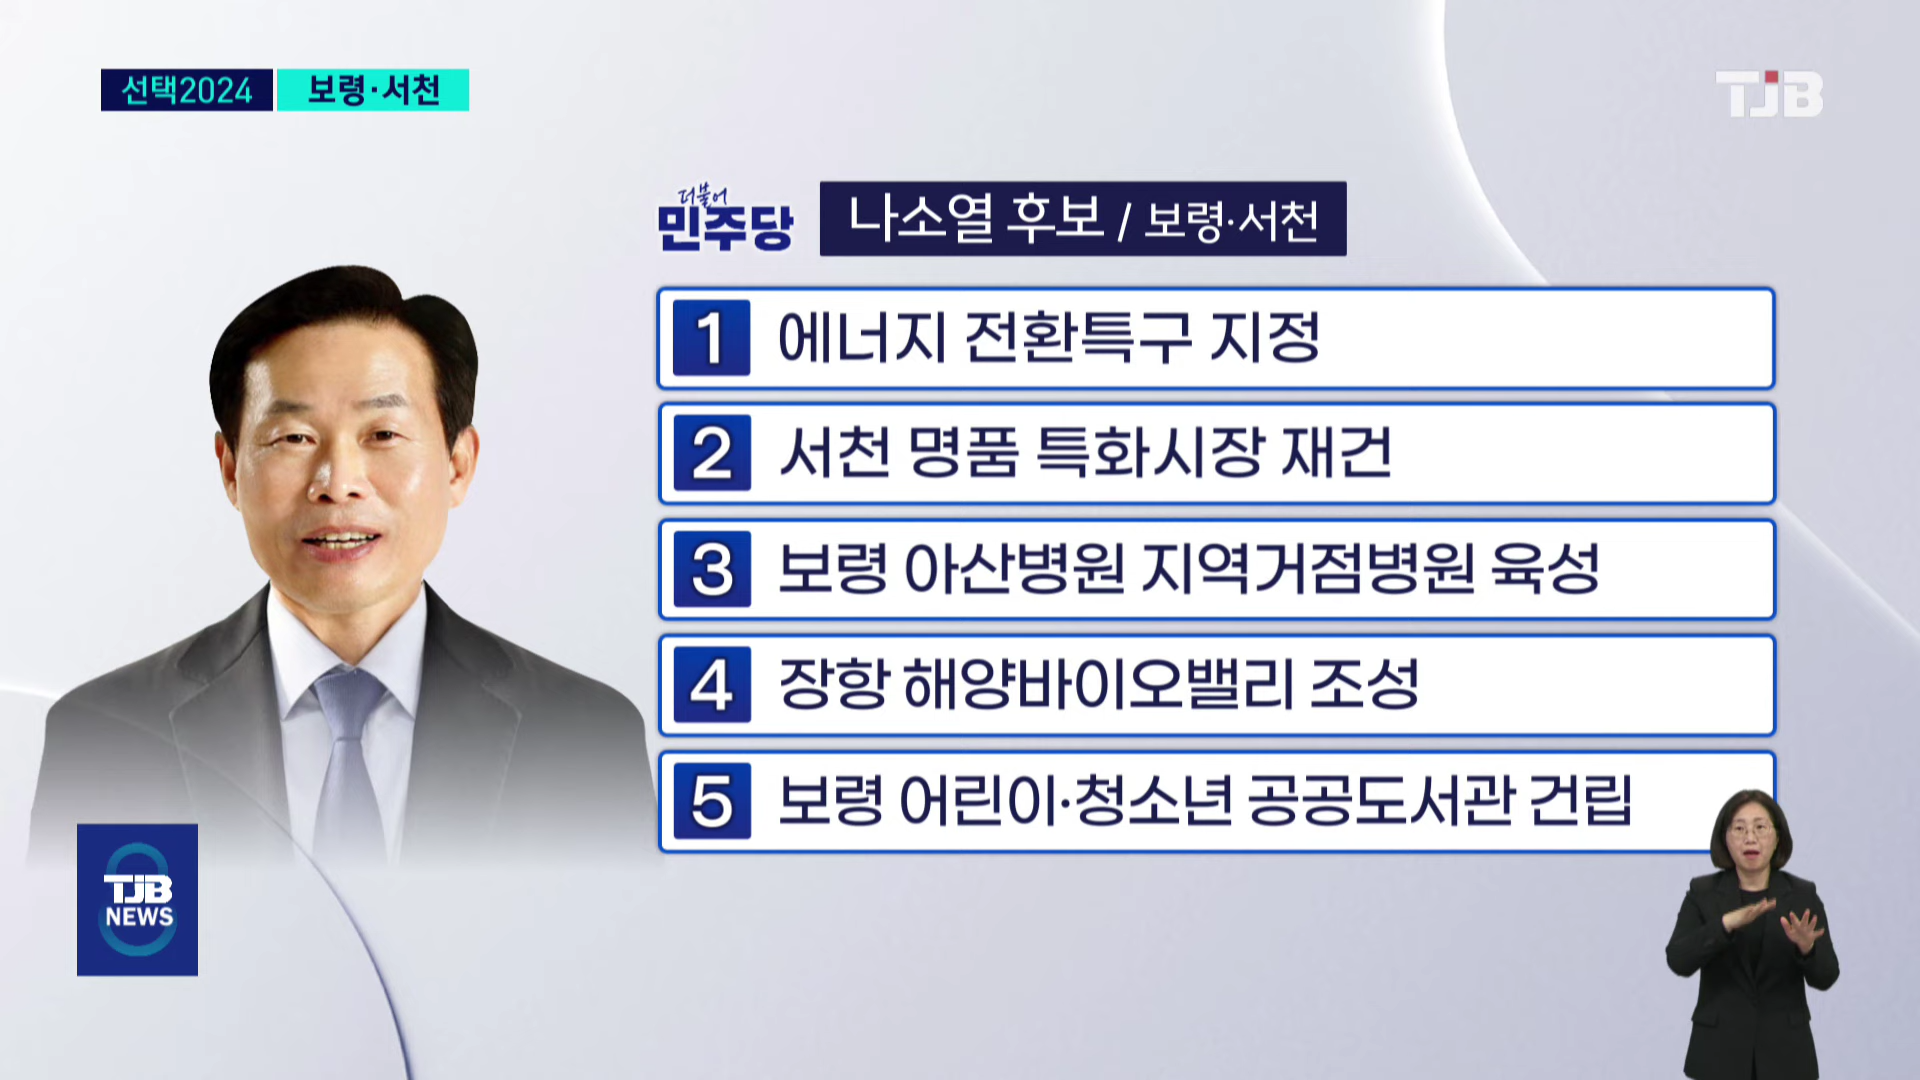 선택2024 보령·서천
TJB
더불어
민주당
나소열 후보 / 보령·서천
1 에너지 전환특구 지정
2 서천 명품 특화시장 재건
3 보령 아산병원 지역거점병원 육성
4 장항 해양바이오밸리 조성
5 보령 어린이·청소년 공공도서관 건립
8
TJB
NEWS